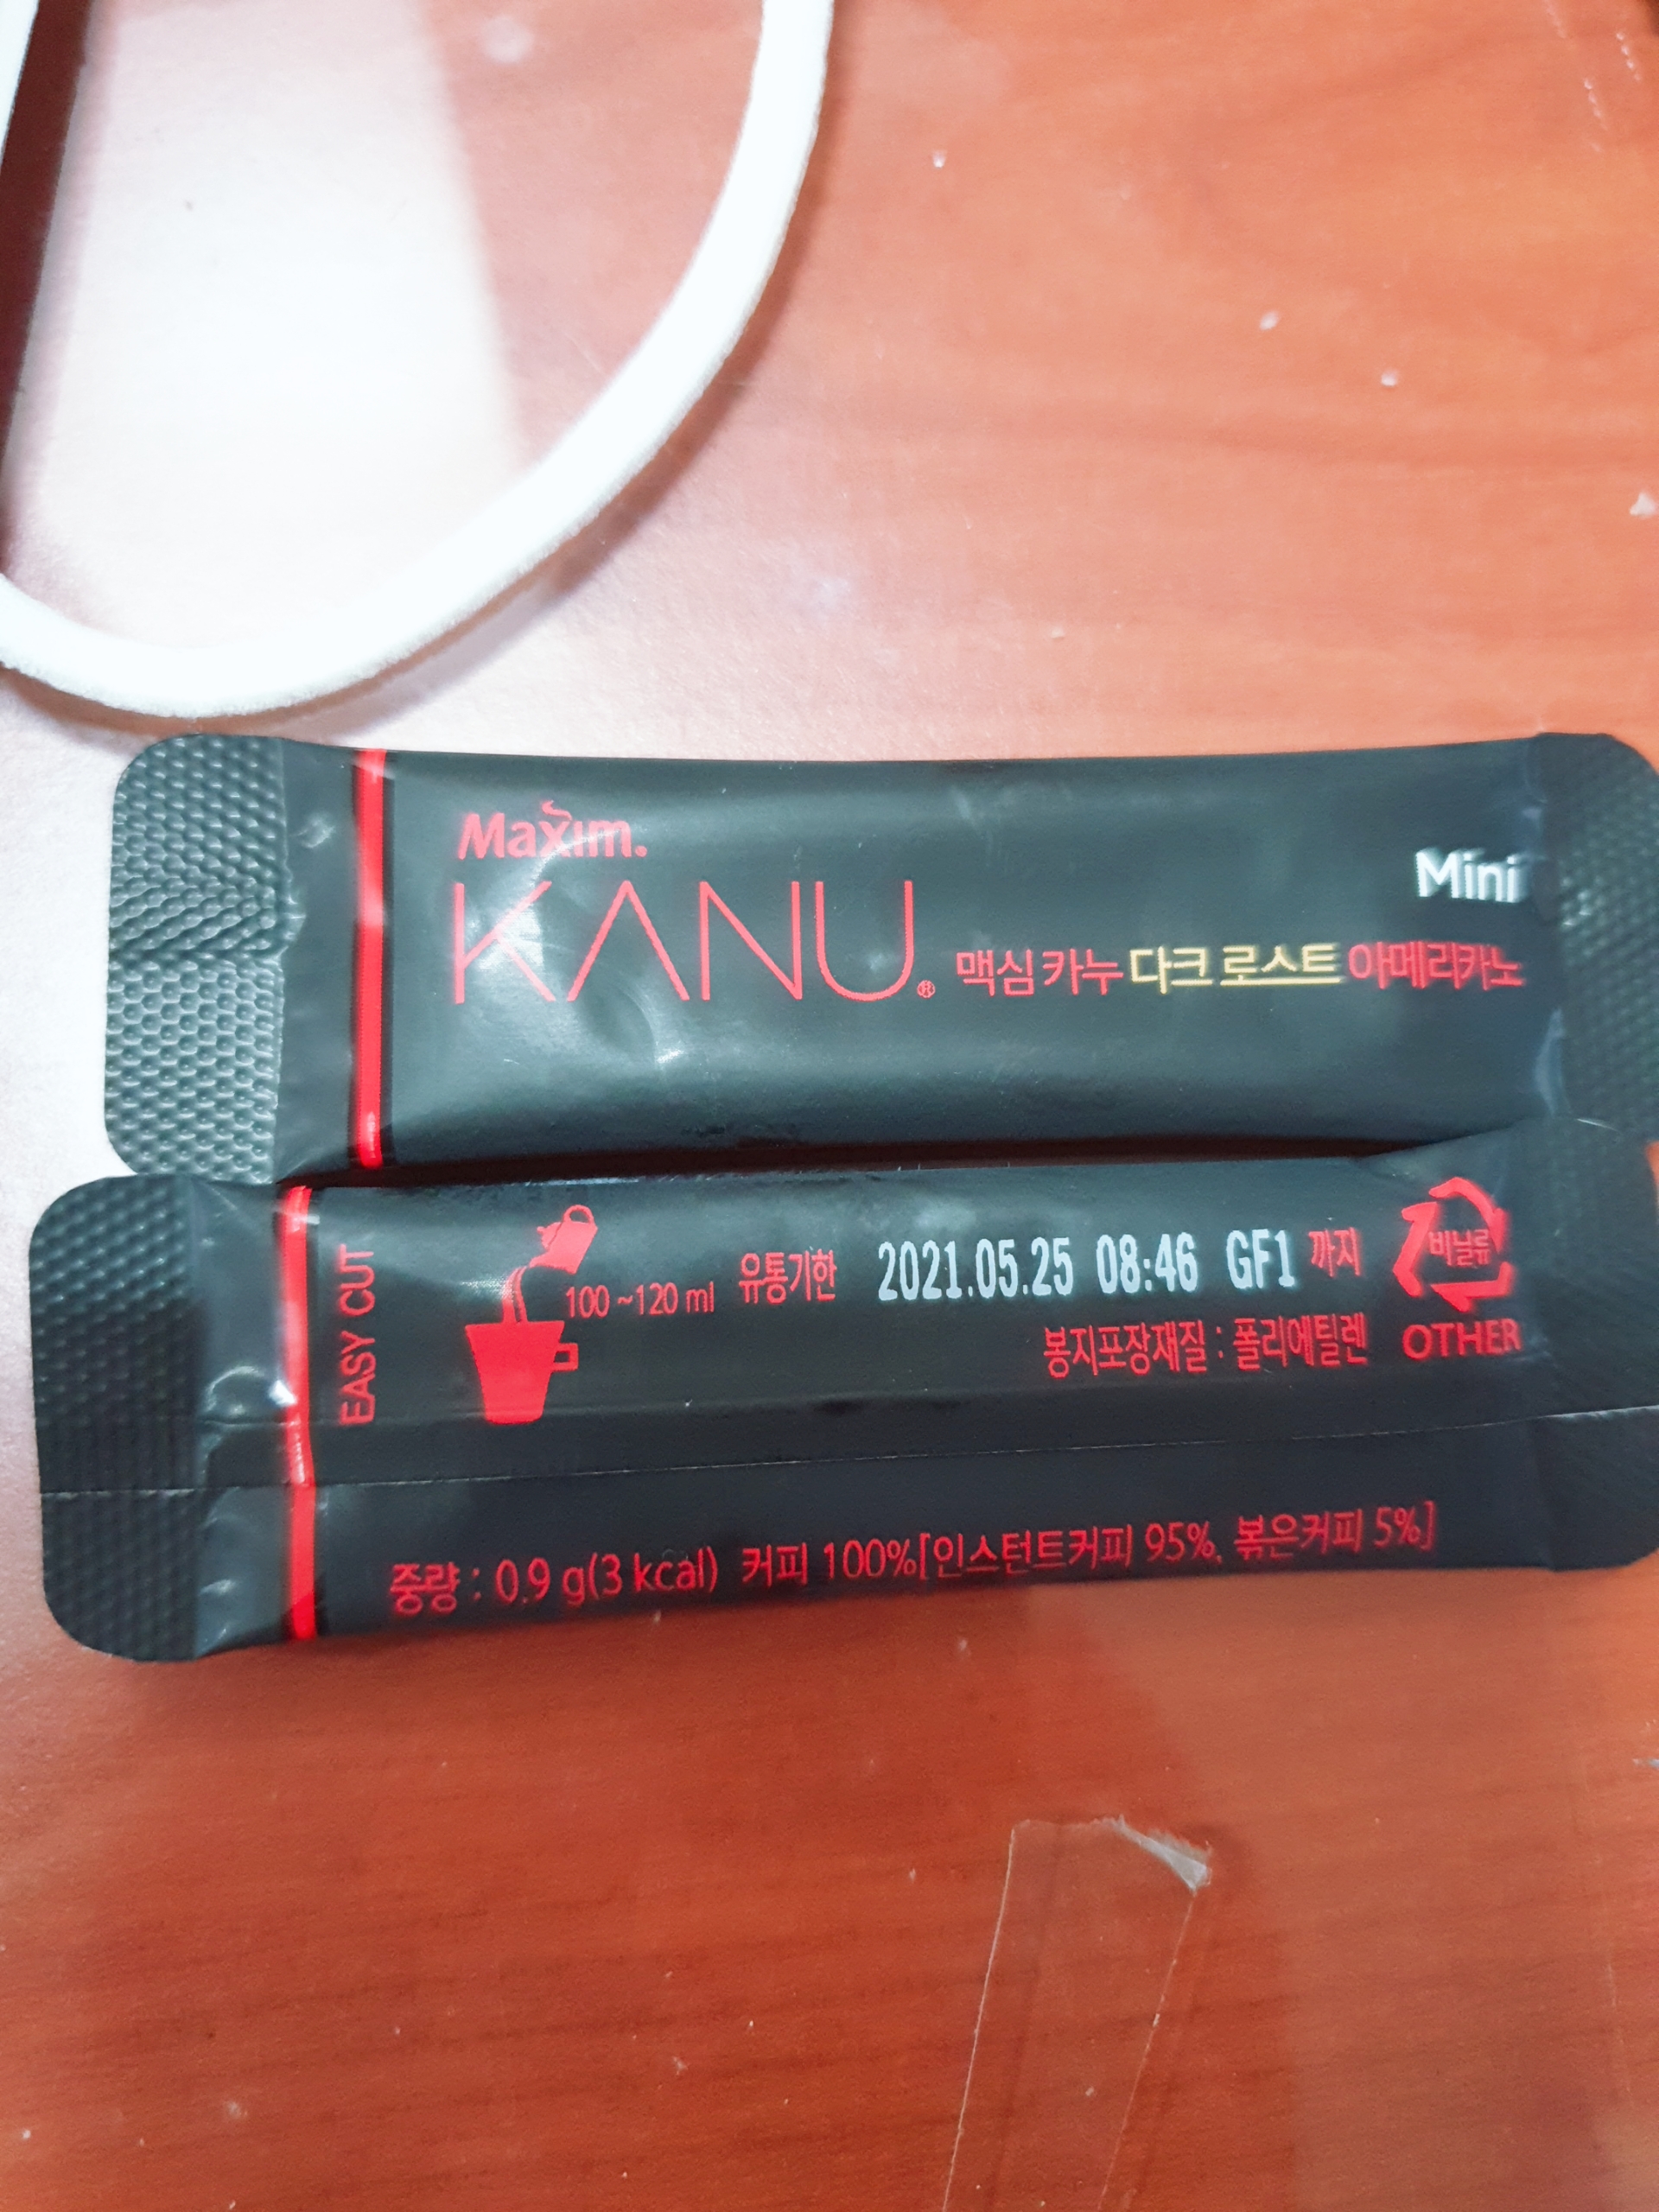 Maxim.
KANU® 맥심 카누 다크 로스트 아메리카노
Mini
EASY CUT
100 ~120 ml
유통기한 2021.05.25 08:46 GF1 까지
봉지포장재질 : 폴리에틸렌
비닐류
OTHER
중량 : 0.9 g(3 kcal) 커피 100%[인스턴트커피 95%, 볶은커피 5%]